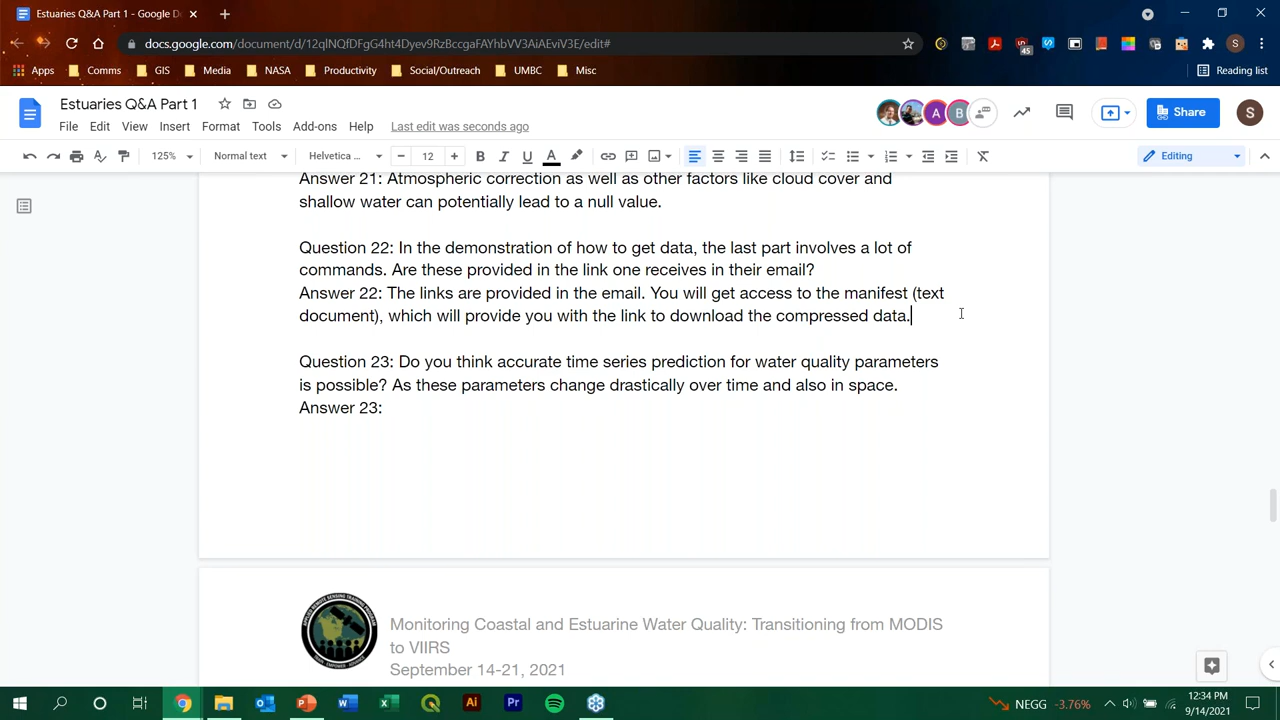 Estuaries Q&A Part 1 - Google D
docs.google.com/document/d/12qlNQfDFgG4ht4Dyev9RzBccgaFAYhbVV3AiAEviV3E/edit#
45
S
Apps
Comms
GIS
Media
NASA
Productivity
Social/Outreach
UMBC
Misc
Reading list
Estuaries Q&A Part 1
A
B
Share
S
File Edit View Insert Format Tools Add-ons Help Last edit was seconds ago
125% Normal text Helvetica ... 12 B I U A
Editing
Answer 21: Atmospheric correction as well as other factors like cloud cover and
shallow water can potentially lead to a null value.
Question 22: In the demonstration of how to get data, the last part involves a lot of
commands. Are these provided in the link one receives in their email?
Answer 22: The links are provided in the email. You will get access to the manifest (text
document), which will provide you with the link to download the compressed data.
Question 23: Do you think accurate time series prediction for water quality parameters
is possible? As these parameters change drastically over time and also in space.
Answer 23:
Monitoring Coastal and Estuarine Water Quality: Transitioning from MODIS
to VIIRS
September 14-21, 2021
NEGG -3.76%
12:34 PM
9/14/2021